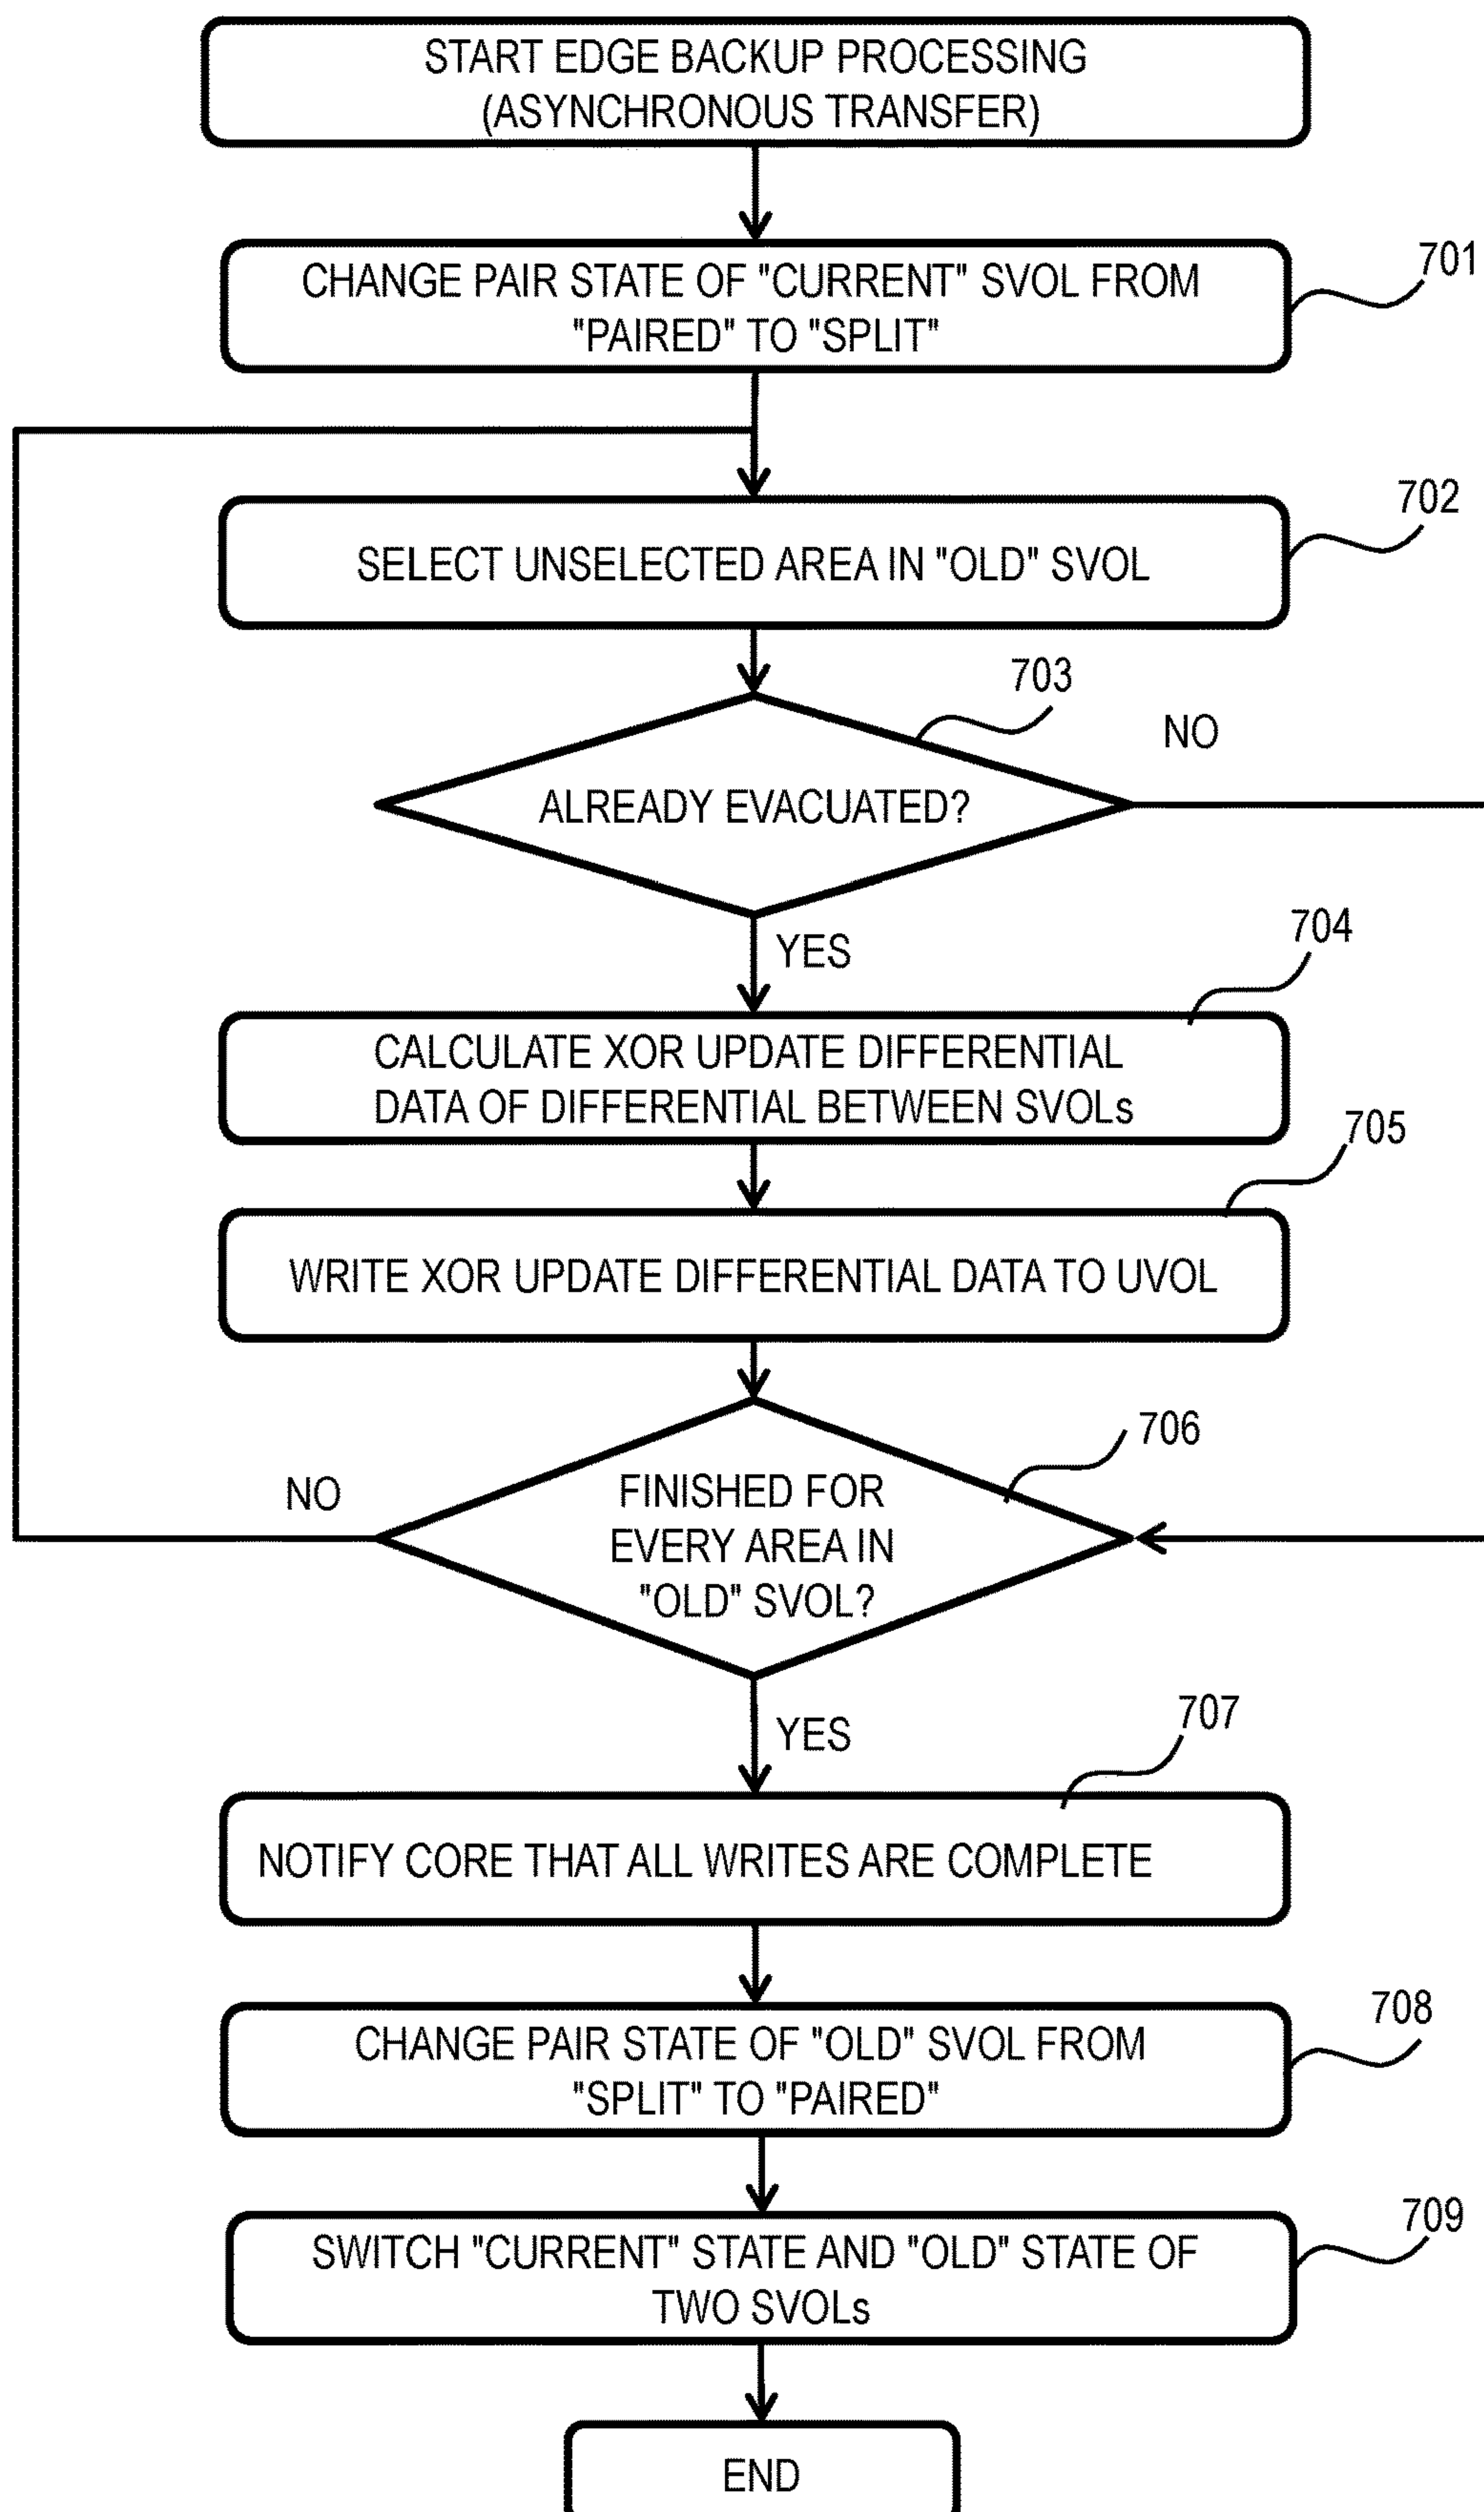 START EDGE BACKUP PROCESSING
(ASYNCHRONOUS TRANSFER)
701
CHANGE PAIR STATE OF "CURRENT" SVOL FROM
"PAIRED" TO "SPLIT"
702
SELECT UNSELECTED AREA IN "OLD" SVOL
703
NO
ALREADY EVACUATED?
YES
704
CALCULATE XOR UPDATE DIFFERENTIAL
DATA OF DIFFERENTIAL BETWEEN SVOLs
705
WRITE XOR UPDATE DIFFERENTIAL DATA TO UVOL
706
NO
FINISHED FOR
EVERY AREA IN
"OLD" SVOL?
YES
707
NOTIFY CORE THAT ALL WRITES ARE COMPLETE
708
CHANGE PAIR STATE OF "OLD" SVOL FROM
"SPLIT" TO "PAIRED"
709
SWITCH "CURRENT" STATE AND "OLD" STATE OF
TWO SVOLs
END